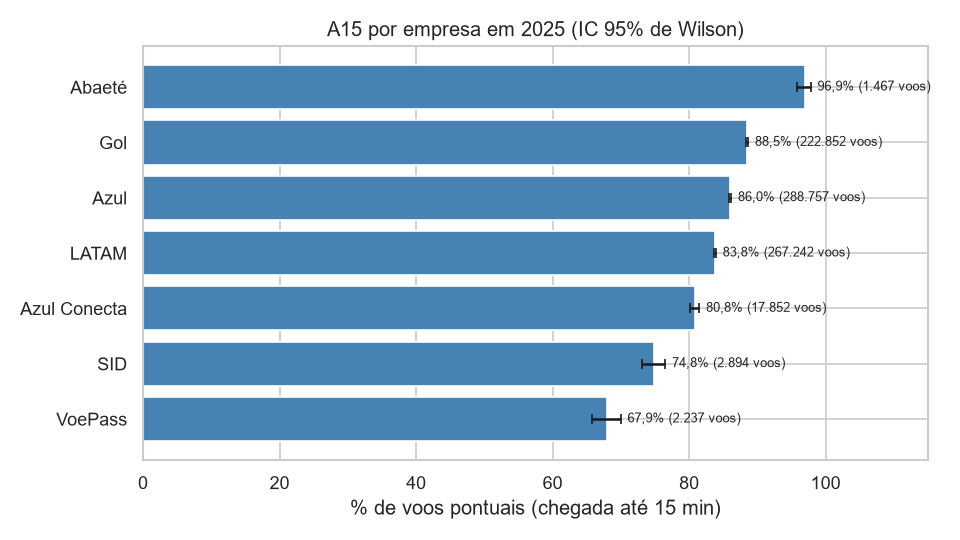 A15 por empresa em 2025 (IC 95% de Wilson)
Abaeté
96,9% (1.467 voos)
Gol
88,5% (222.852 voos)
Azul
86,0% (288.757 voos)
LATAM
83,8% (267.242 voos)
Azul Conecta
80,8% (17.852 voos)
SID
74,8% (2.894 voos)
VoePass
67,9% (2.237 voos)
0 20 40 60 80 100
% de voos pontuais (chegada até 15 min)